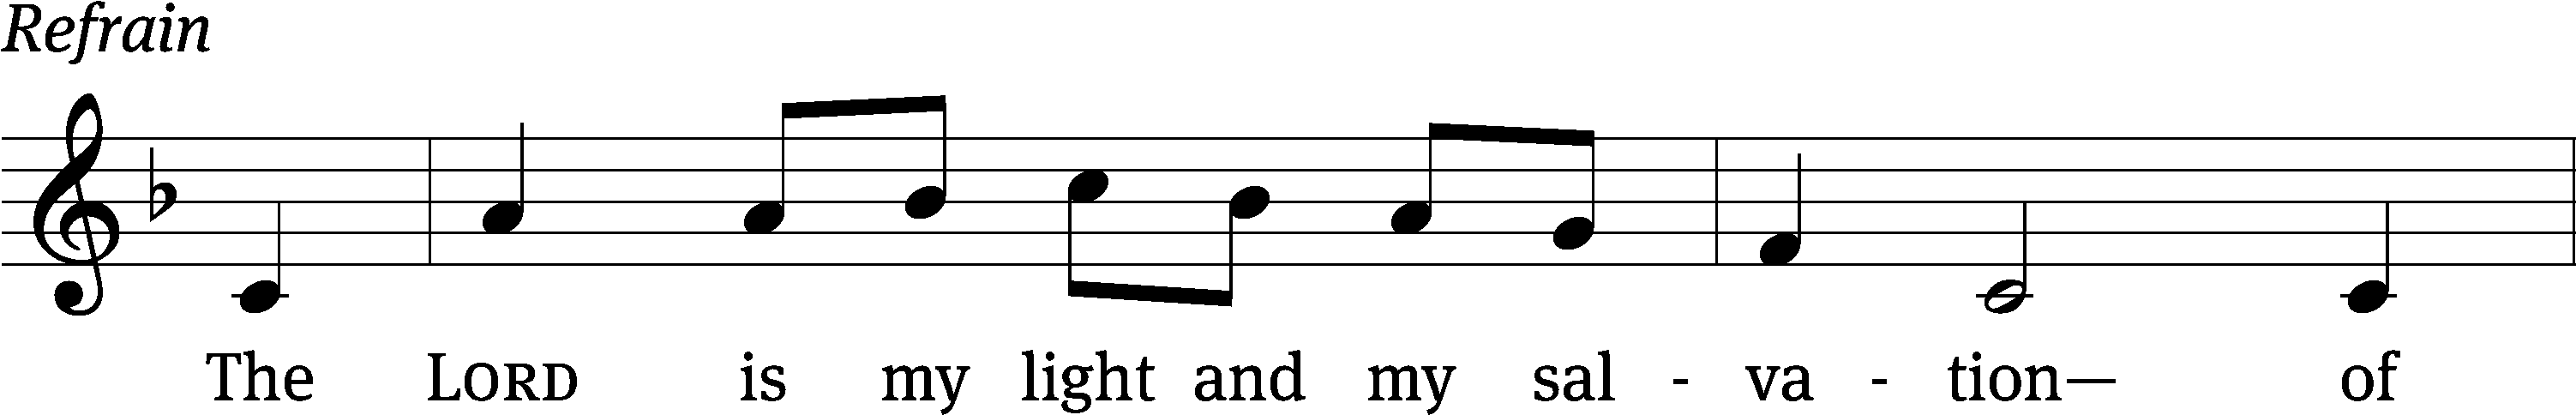 Refrain
The LORD is my light and my sal - va - tion— of